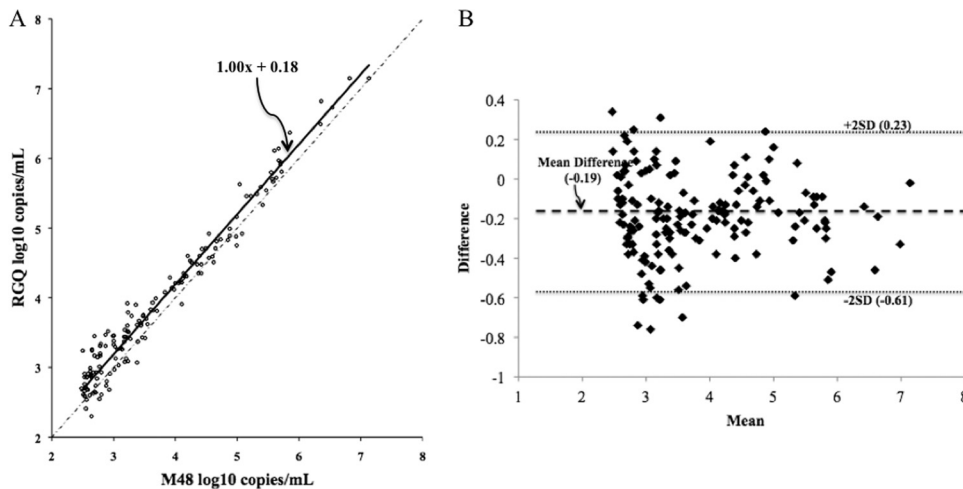 A
8
7
6
5
4
3
2
2 3 4 5 6 7 8
RGQ log10 copies/mL
M48 log10 copies/mL
1.00x + 0.18
B
0.4
0.2
0
-0.2
-0.4
-0.6
-0.8
-1
1 2 3 4 5 6 7 8
Difference
Mean
+2SD (0.23)
Mean Difference
(-0.19)
-2SD (-0.61)